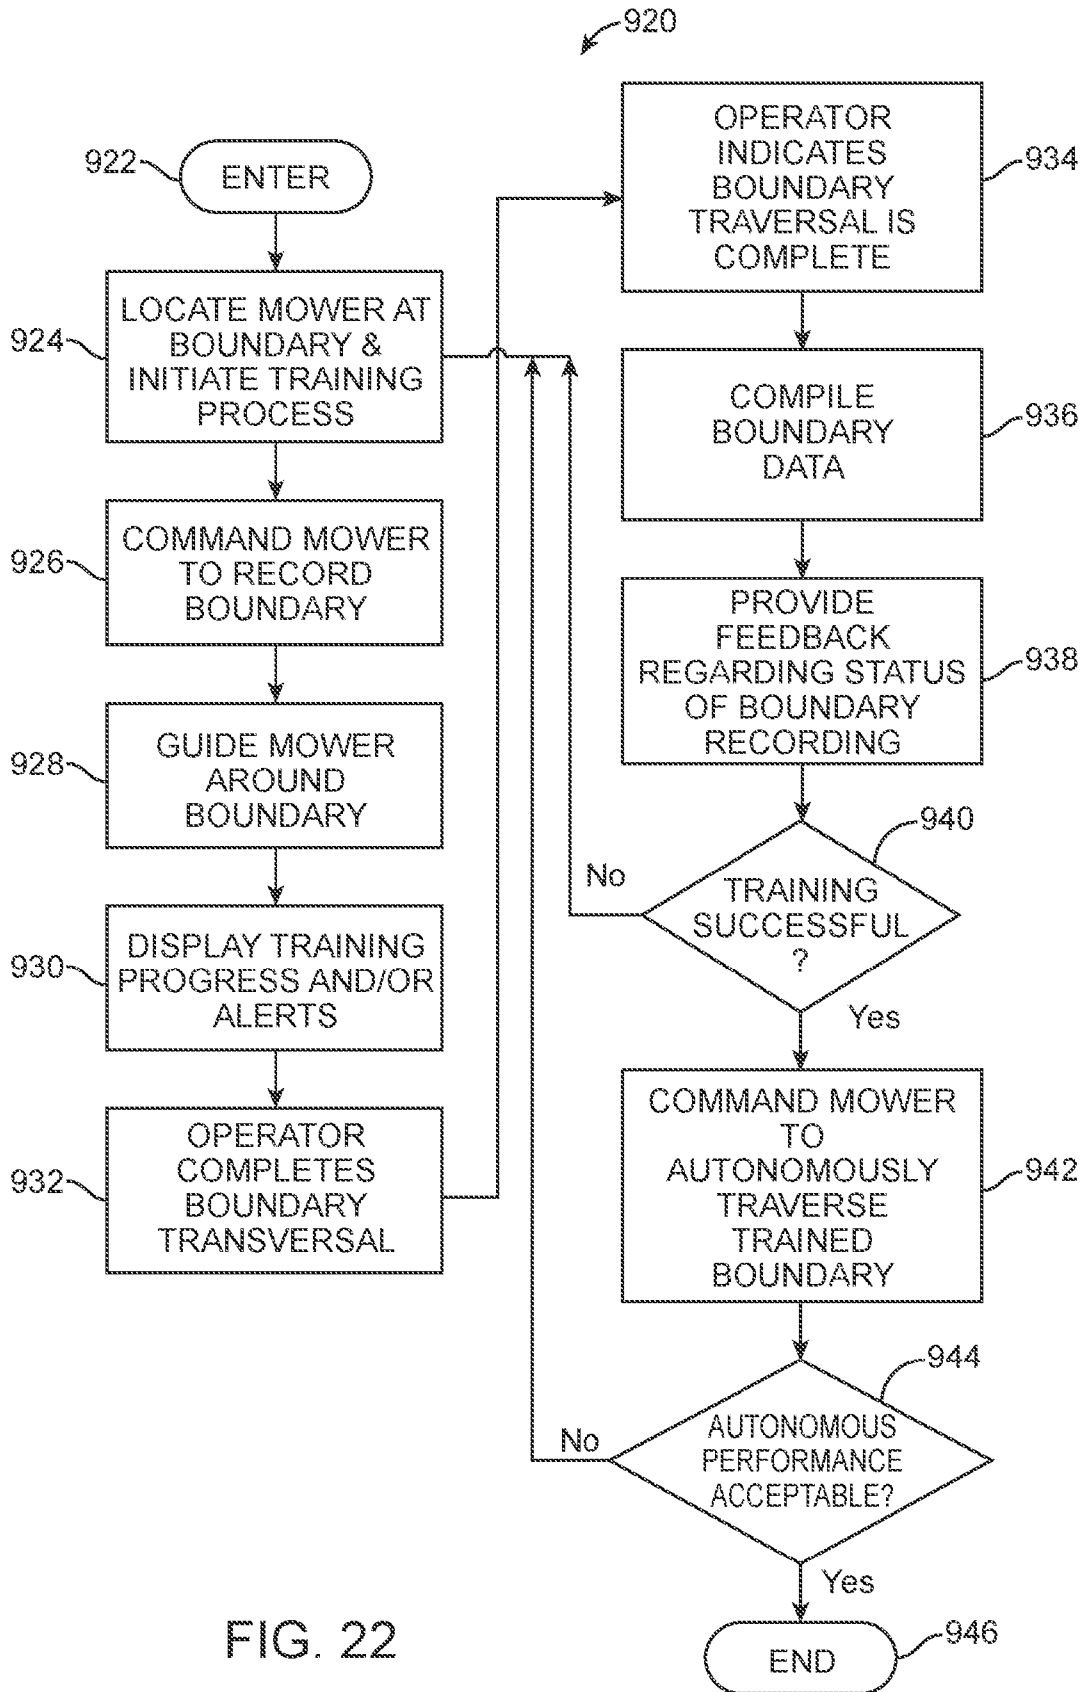 920
922
ENTER
924
LOCATE MOWER AT
BOUNDARY &
INITIATE TRAINING
PROCESS
926
COMMAND MOWER
TO RECORD
BOUNDARY
928
GUIDE MOWER
AROUND
BOUNDARY
930
DISPLAY TRAINING
PROGRESS AND/OR
ALERTS
932
OPERATOR
COMPLETES
BOUNDARY
TRANSVERSAL
OPERATOR
INDICATES
BOUNDARY
TRAVERSAL IS
COMPLETE
934
COMPILE
BOUNDARY
DATA
936
PROVIDE
FEEDBACK
REGARDING STATUS
OF BOUNDARY
RECORDING
938
940
No
TRAINING
SUCCESSFUL
?
Yes
COMMAND MOWER
TO
AUTONOMOUSLY
TRAVERSE
TRAINED
BOUNDARY
942
944
No
AUTONOMOUS
PERFORMANCE
ACCEPTABLE?
Yes
END
946
FIG. 22